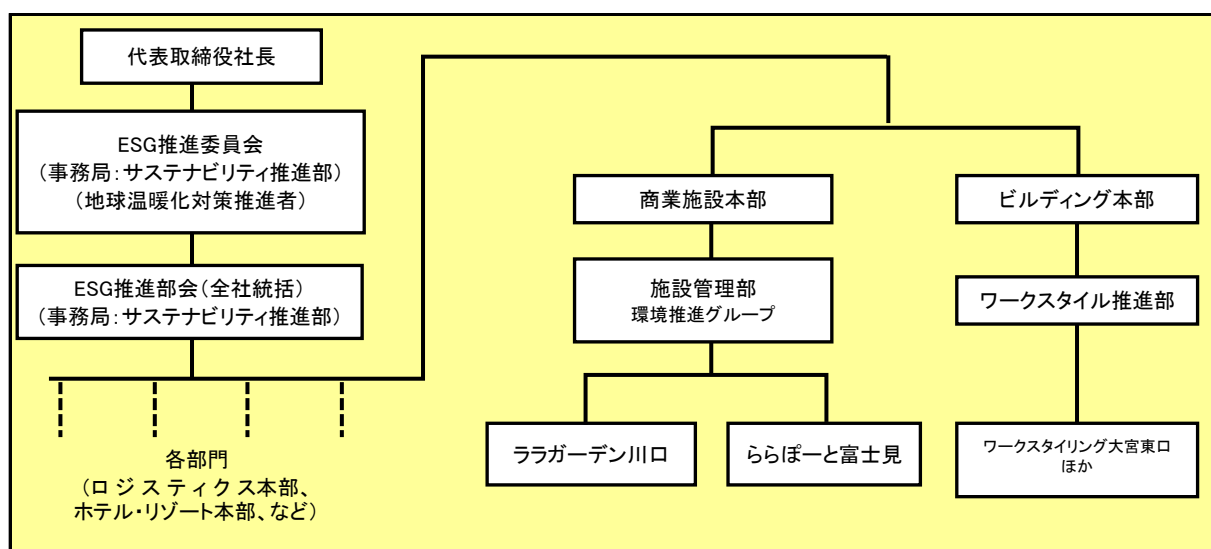 代表取締役社長
ESG推進委員会
（事務局：サステナビリティ推進部）
（地球温暖化対策推進者）
ESG推進部会（全社統括）
（事務局：サステナビリティ推進部）
各部門
（ロジスティクス本部、
ホテル・リゾート本部、など）
商業施設本部
施設管理部
環境推進グループ
ララガーデン川口
ららぽーと富士見
ビルディング本部
ワークスタイル推進部
ワークスタイリング大宮東口
ほか